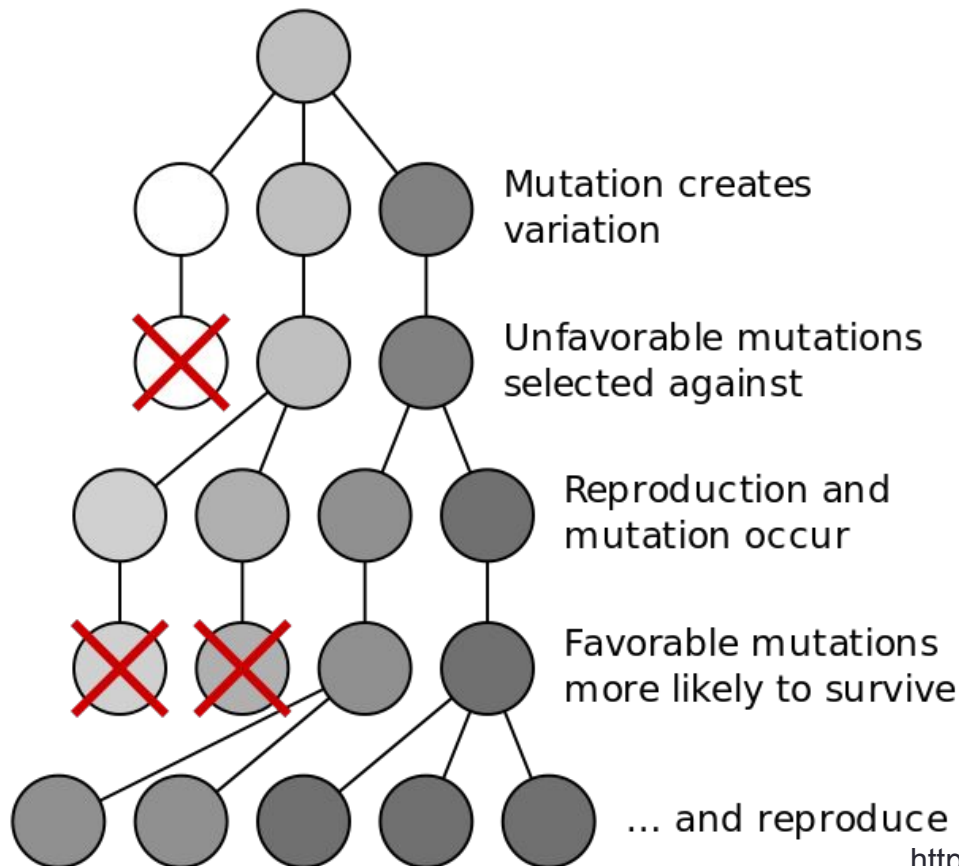 Mutation creates
variation
Unfavorable mutations
selected against
Reproduction and
mutation occur
Favorable mutations
more likely to survive
... and reproduce
http